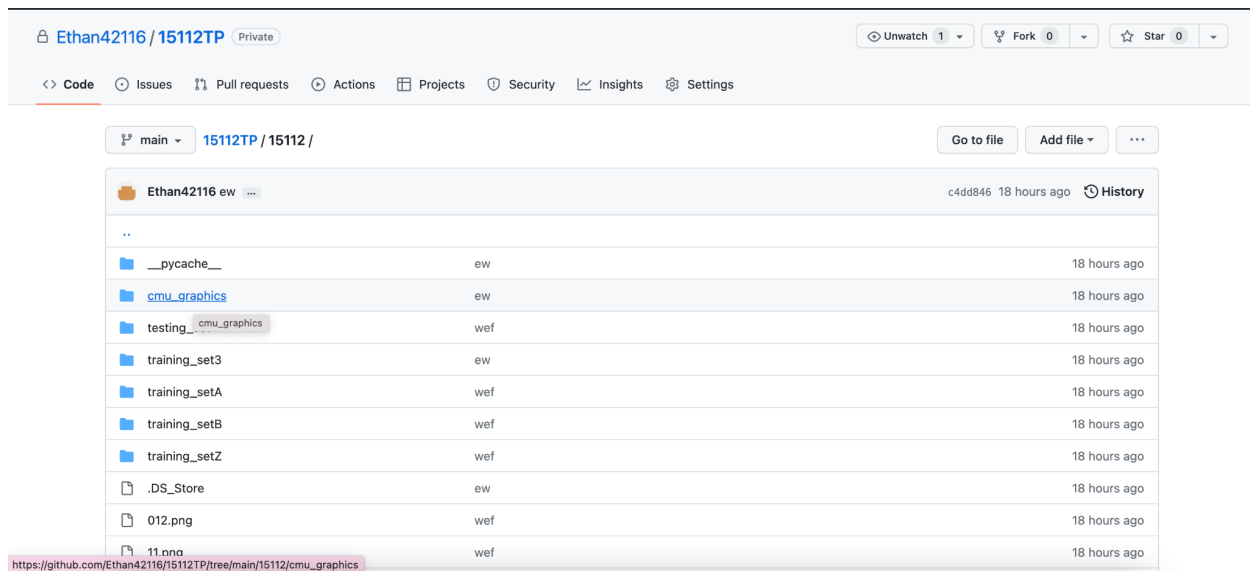 Ethan42116 / 15112TP Private
Unwatch 1 Fork 0 Star 0
Code Issues Pull requests Actions Projects Security Insights Settings
main 15112TP / 15112 / Go to file Add file ...
Ethan42116 ew ... c4dd846 18 hours ago History
..
__pycache__ ew 18 hours ago
cmu_graphics ew 18 hours ago
cmu_graphics
testing_ wef 18 hours ago
training_set3 ew 18 hours ago
training_setA wef 18 hours ago
training_setB wef 18 hours ago
training_setZ wef 18 hours ago
.DS_Store ew 18 hours ago
012.png wef 18 hours ago
11.png wef 18 hours ago
https://github.com/Ethan42116/15112TP/tree/main/15112/cmu_graphics